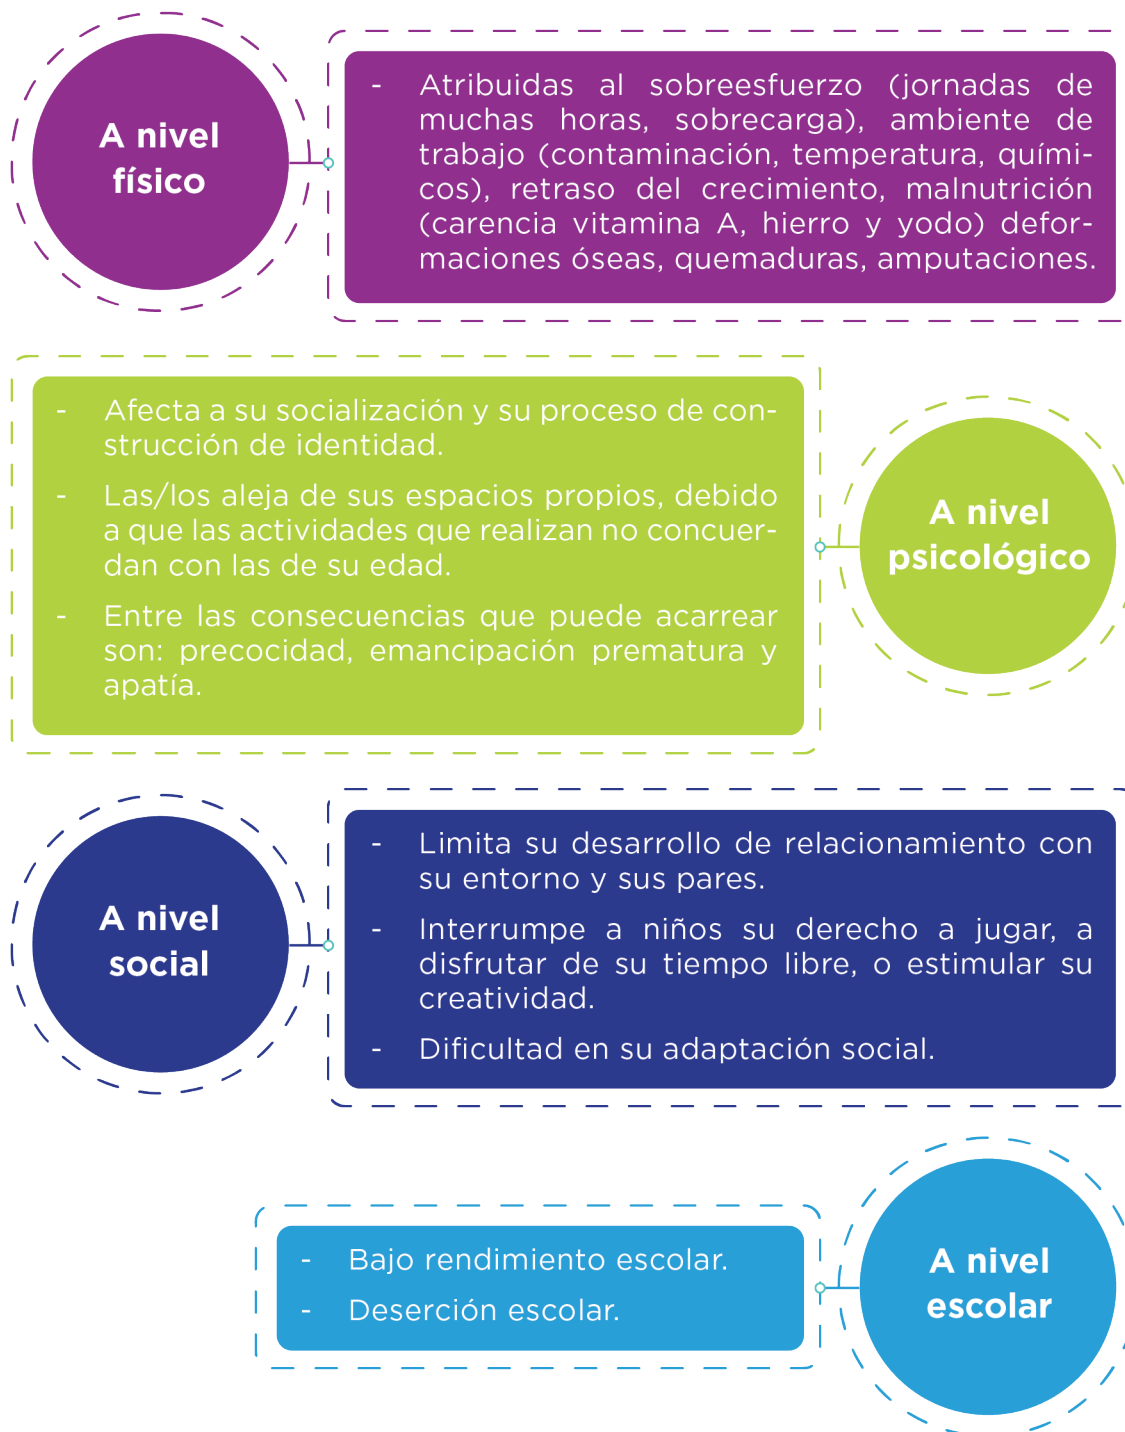 A nivel
físico
- Atribuidas al sobreesfuerzo (jornadas de
muchas horas, sobrecarga), ambiente de
trabajo (contaminación, temperatura, quími-
cos), retraso del crecimiento, malnutrición
(carencia vitamina A, hierro y yodo) defor-
maciones óseas, quemaduras, amputaciones.
- Afecta a su socialización y su proceso de con-
strucción de identidad.
- Las/los aleja de sus espacios propios, debido
a que las actividades que realizan no concuer-
dan con las de su edad.
- Entre las consecuencias que puede acarrear
son: precocidad, emancipación prematura y
apatía.
A nivel
psicológico
A nivel
social
- Limita su desarrollo de relacionamiento con
su entorno y sus pares.
- Interrumpe a niños su derecho a jugar, a
disfrutar de su tiempo libre, o estimular su
creatividad.
- Dificultad en su adaptación social.
- Bajo rendimiento escolar.
- Deserción escolar.
A nivel
escolar